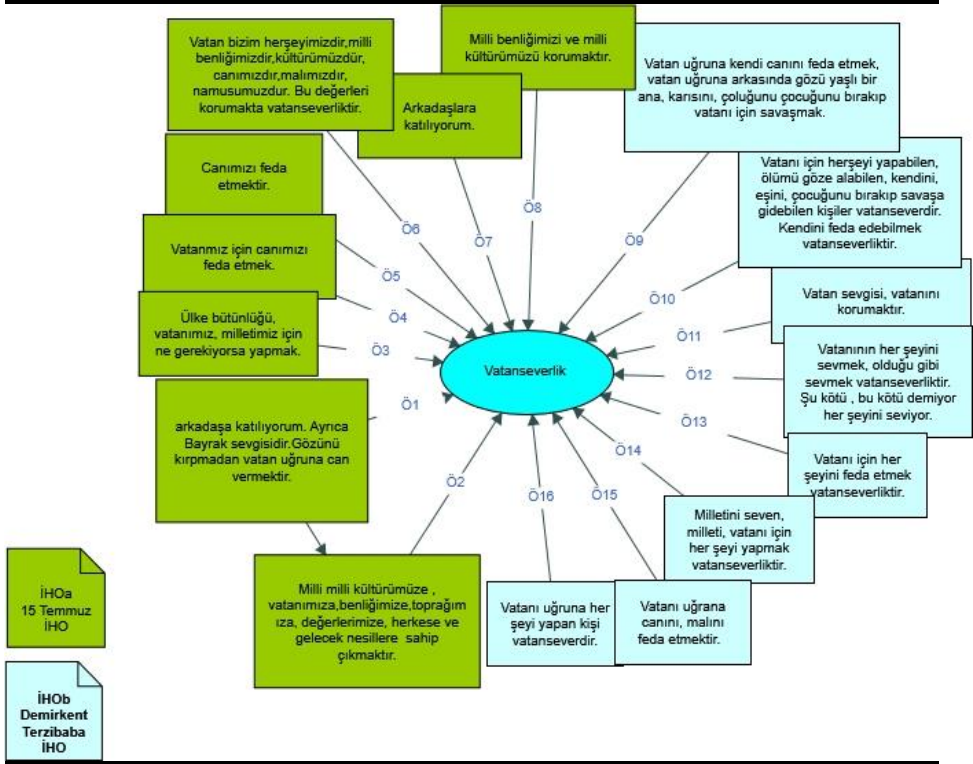 Vatan bizim herşeyimizdir,milli
benliğimizdir,kültürümüzdür,
canımızdır,malımızdır,
namusumuzdur. Bu değerleri
korumakta vatanseverliktir.
Milli benliğimizi ve milli
kültürümüzü korumaktır.
Arkadaşlara
katılıyorum.
Vatan uğruna kendi canını feda etmek,
vatan uğruna arkasında gözü yaşlı bir
ana, karısını, çoluğunu çocuğunu bırakıp
vatanı için savaşmak.
Canımızı feda
etmektir.
Vatanı için herşeyi yapabilen,
ölümü göze alabilen, kendini,
eşini, çocuğunu bırakıp savaşa
gidebilen kişiler vatanseverdir.
Kendini feda edebilmek
vatanseverliktir.
Vatanmız için canımızı
feda etmek.
Ülke bütünlüğü,
vatanımız, milletimiz için
ne gerekiyorsa yapmak.
Vatan sevgisi, vatanını
korumaktır.
Vatanının her şeyini
sevmek, olduğu gibi
sevmek vatanseverliktir.
Şu kötü , bu kötü demiyor
her şeyini seviyor.
arkadaşa katılıyorum. Ayrıca
Bayrak sevgisidir.Gözünü
kırpmadan vatan uğruna can
vermektir.
Vatanı için her
şeyini feda etmek
vatanseverliktir.
Milletini seven,
milleti, vatanı için
her şeyi yapmak
vatanseverliktir.
Milli milli kültürümüze ,
vatanımıza,benliğimize,toprağım
ıza, değerlerimize, herkese ve
gelecek nesillere sahip
çıkmaktır.
Vatanı uğruna her
şeyi yapan kişi
vatanseverdir.
Vatanı uğrana
canını, malını
feda etmektir.
Vatanseverlik
Ö1
Ö2
Ö3
Ö4
Ö5
Ö6
Ö7
Ö8
Ö9
Ö10
Ö11
Ö12
Ö13
Ö14
Ö15
Ö16
İHOa
15 Temmuz
İHO
İHOb
Demirkent
Terzibaba
İHO